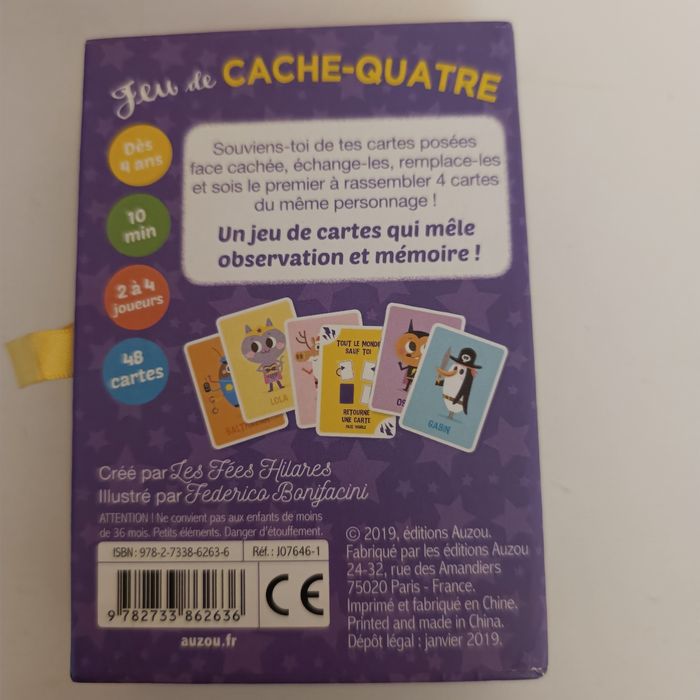 Jeu de CACHE-QUATRE
Dès
4 ans
Souviens-toi de tes cartes posées
face cachée, échange-les, remplace-les
et sois le premier à rassembler 4 cartes
du même personnage !
Un jeu de cartes qui mêle
observation et mémoire !
10
min
2 à 4
joueurs
48
cartes
LOLA
TOUT LE MONDE
SAUF TOI
RETOURNE
UNE CARTE
FACE VISIBLE
GABIN
Créé par Les Fées Hilares
Illustré par Federico Bonifacini
ATTENTION ! Ne convient pas aux enfants de moins
de 36 mois. Petits éléments. Danger d'étouffement.
ISBN : 978-2-7338-6263-6
Réf. : J07646-1
9 782733 862636
CE
auzou.fr
© 2019, éditions Auzou.
Fabriqué par les éditions Auzou
24-32, rue des Amandiers
75020 Paris - France.
Imprimé et fabriqué en Chine.
Printed and made in China.
Dépôt légal : janvier 2019.